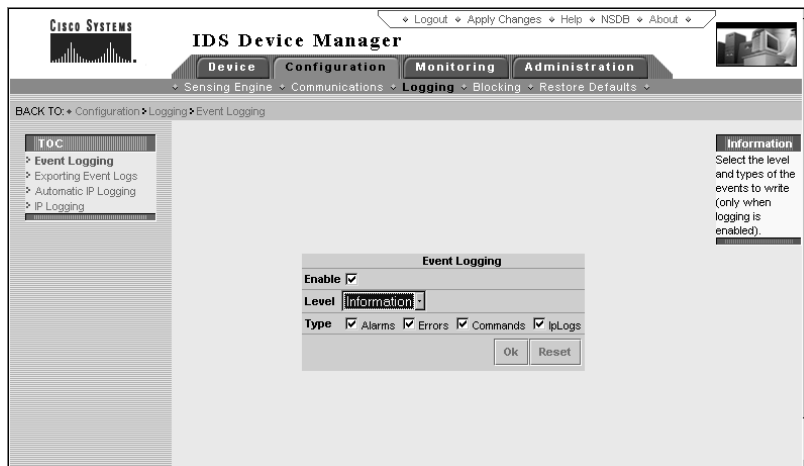 CISCO SYSTEMS
Logout Apply Changes Help NSDB About
IDS Device Manager
Device Configuration Monitoring Administration
Sensing Engine Communications Logging Blocking Restore Defaults
BACK TO: Configuration Logging Event Logging
TOC
Event Logging
Exporting Event Logs
Automatic IP Logging
IP Logging
Information
Select the level
and types of the
events to write
(only when
logging is
enabled).
Event Logging
Enable
Level Information
Type Alarms Errors Commands IpLogs
Ok Reset